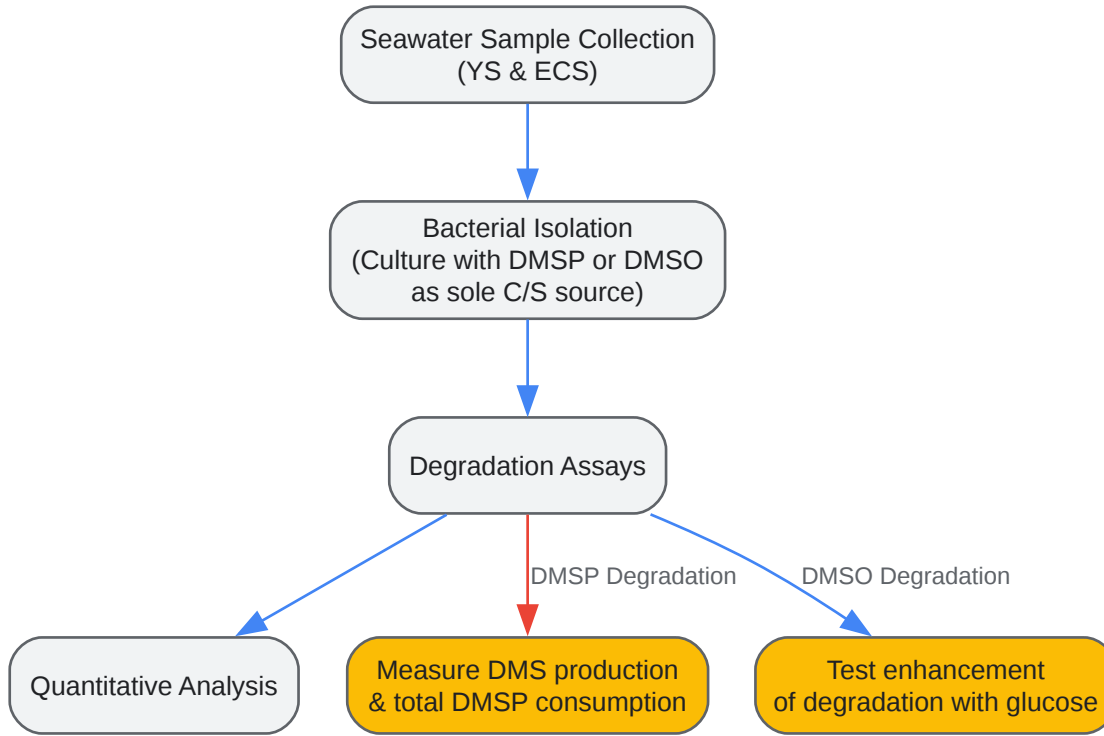 Seawater Sample Collection
(YS & ECS)
Bacterial Isolation
(Culture with DMSP or DMSO
as sole C/S source)
Degradation Assays
DMSP Degradation
DMSO Degradation
Quantitative Analysis
Measure DMS production
& total DMSP consumption
Test enhancement
of degradation with glucose